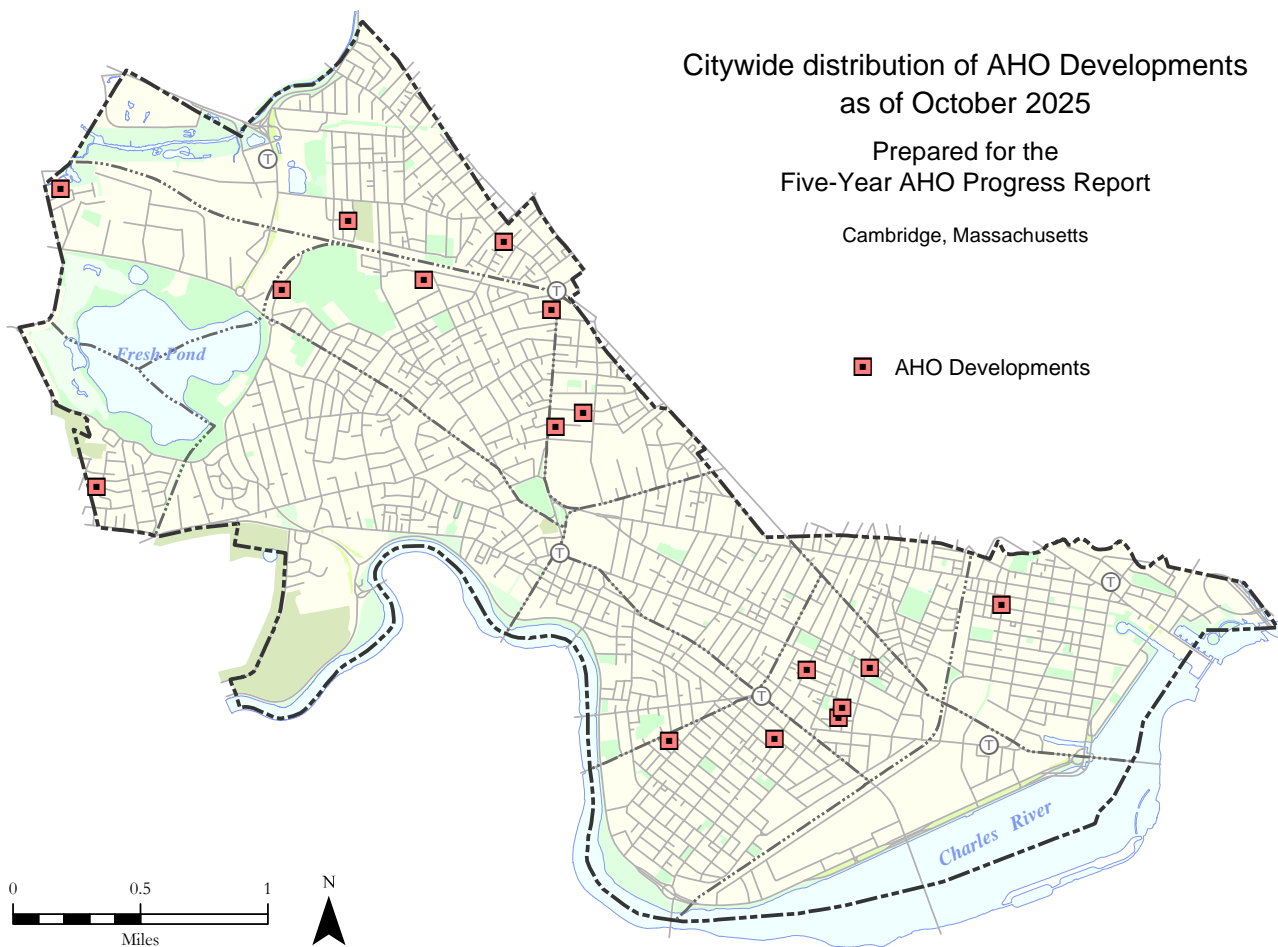 Citywide distribution of AHO Developments
as of October 2025
Prepared for the
Five-Year AHO Progress Report
Cambridge, Massachusetts
AHO Developments
T
T
Fresh Pond
T
T
T
T
Charles River
0 0.5 1
Miles
N